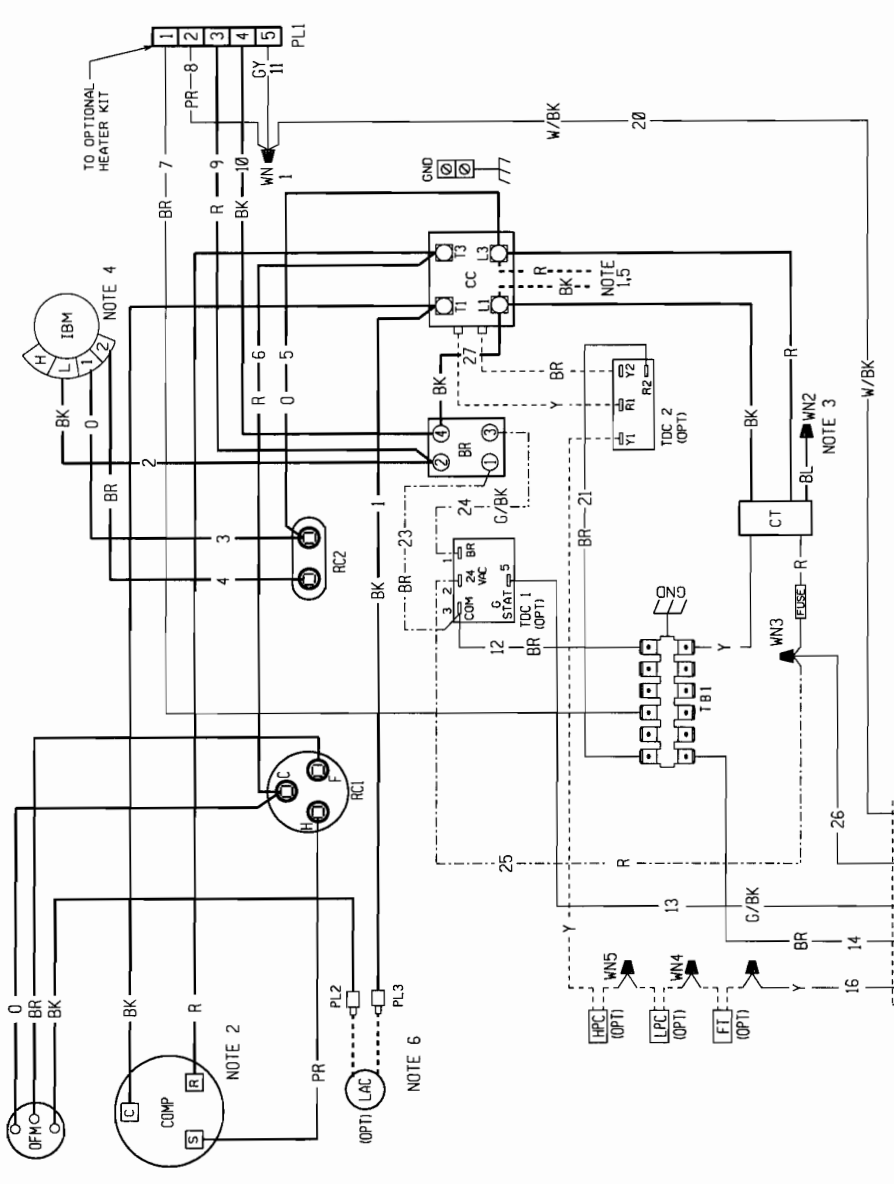 1 2 3 4 5
PL1
TO OPTIONAL
HEATER KIT
PR 8
GY 11
W/BK
20
BR 7
R 9
BK 10
WN
1
GND
IBM
H
L
1
2
NOTE 4
R 6
O 5
T3
L3
CC
T1
L1
R
BK
NOTE
1,5
BK
O
BR
2
BK
27
BR
Y
4
3
BR
2
1
Y2
R1
R2
Y1
TDC 2
(OPT)
BK
R
W/BK
WN2
NOTE 3
BL
CT
3
4
RC2
BK 1
BR 23
24
G/BK
BR 21
1 BR
2 24 VAC
3 COM
G
STAT
5
TDC 1
(OPT)
12 BR
GND
Y
TB1
R
FUSE
WN3
C
F
H
RC1
25
R
26
13
G/BK
BR 14
Y
WN5
WN4
Y 16
HPC
(OPT)
LPC
(OPT)
FT
(OPT)
O
BR
BK
BK
R
PR
PL2
PL3
NOTE 2
NOTE 6
OFM
COMP
C
R
S
LAC
(OPT)